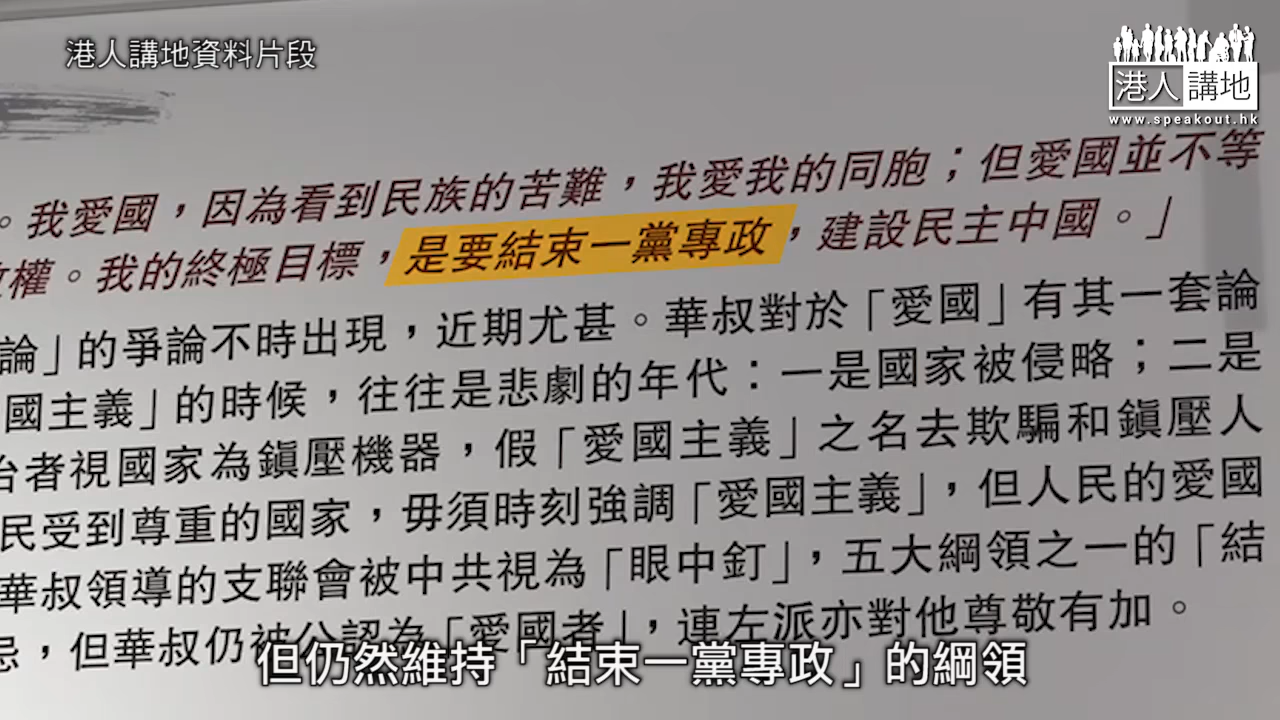 港人講地資料片段
港人講地
www.speakout.hk
。我愛國，因為看到民族的苦難，我愛我的同胞；但愛國並不等
權。我的終極目標，是要結束一黨專政，建設民主中國。」
論」的爭論不時出現，近期尤甚。華叔對於「愛國」有其一套論
國主義」的時候，往往是悲劇的年代：一是國家被侵略；二是
治者視國家為鎮壓機器，假「愛國主義」之名去欺騙和鎮壓人
民受到尊重的國家，毋須時刻強調「愛國主義」，但人民的愛國
華叔領導的支聯會被中共視為「眼中釘」，五大綱領之一的「結
忌，但華叔仍被公認為「愛國者」，連左派亦對他尊敬有加。
但仍然維持「結束一黨專政」的綱領